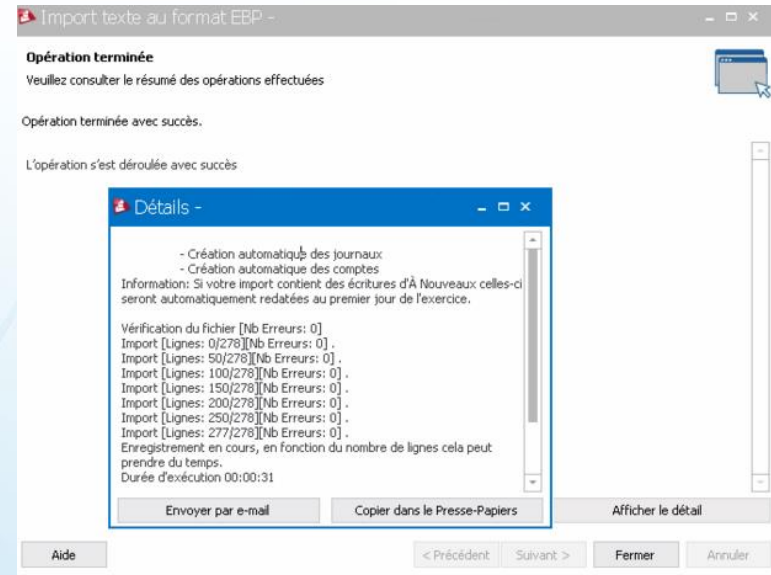 Import texte au format EBP -
Opération terminée
Veuillez consulter le résumé des opérations effectuées
Opération terminée avec succès.
L'opération s'est déroulée avec succès
Détails -
- Création automatique des journaux
- Création automatique des comptes
Information: Si votre import contient des écritures d'À Nouveaux celles-ci
seront automatiquement redatées au premier jour de l'exercice.
Vérification du fichier [Nb Erreurs: 0]
Import [Lignes: 0/278][Nb Erreurs: 0] .
Import [Lignes: 50/278][Nb Erreurs: 0] .
Import [Lignes: 100/278][Nb Erreurs: 0] .
Import [Lignes: 150/278][Nb Erreurs: 0] .
Import [Lignes: 200/278][Nb Erreurs: 0] .
Import [Lignes: 250/278][Nb Erreurs: 0] .
Import [Lignes: 277/278][Nb Erreurs: 0] .
Enregistrement en cours, en fonction du nombre de lignes cela peut
prendre du temps.
Durée d'exécution 00:00:31
Envoyer par e-mail Copier dans le Presse-Papiers Afficher le détail
Aide < Précédent Suivant > Fermer Annuler